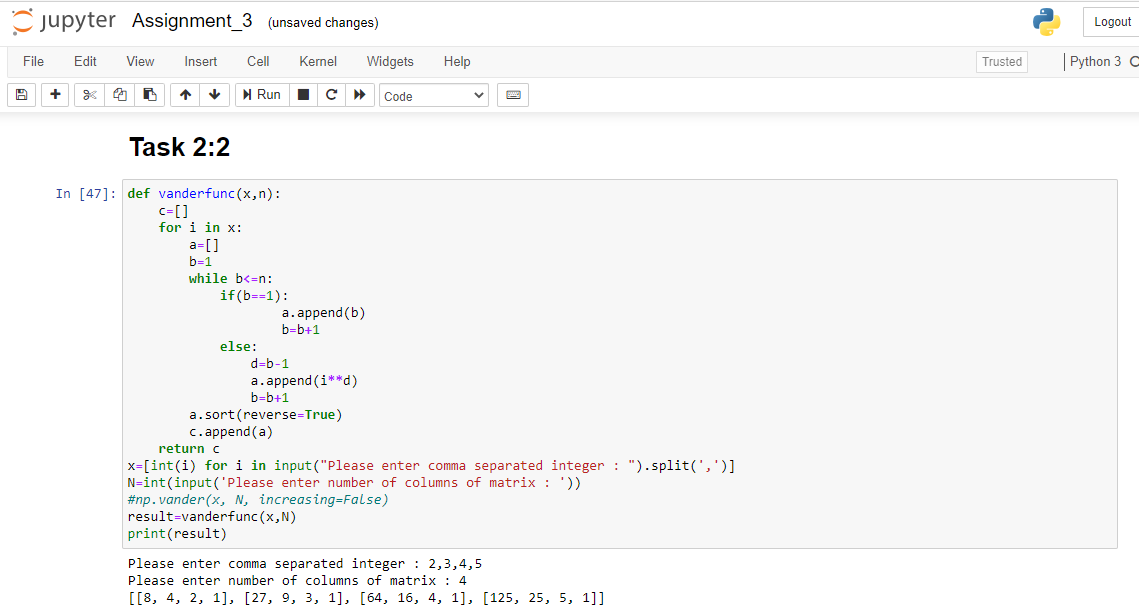 jupyter Assignment_3 (unsaved changes) Logout
File Edit View Insert Cell Kernel Widgets Help Trusted Python 3
Run Code
Task 2:2
In [47]: def vanderfunc(x,n):
    c=[]
    for i in x:
        a=[]
        b=1
        while b<=n:
            if(b==1):
                    a.append(b)
                    b=b+1
            else:
                d=b-1
                a.append(i**d)
                b=b+1
        a.sort(reverse=True)
        c.append(a)
    return c
x=[int(i) for i in input("Please enter comma separated integer : ").split(',')]
N=int(input('Please enter number of columns of matrix : '))
#np.vander(x, N, increasing=False)
result=vanderfunc(x,N)
print(result)
Please enter comma separated integer : 2,3,4,5
Please enter number of columns of matrix : 4
[[8, 4, 2, 1], [27, 9, 3, 1], [64, 16, 4, 1], [125, 25, 5, 1]]